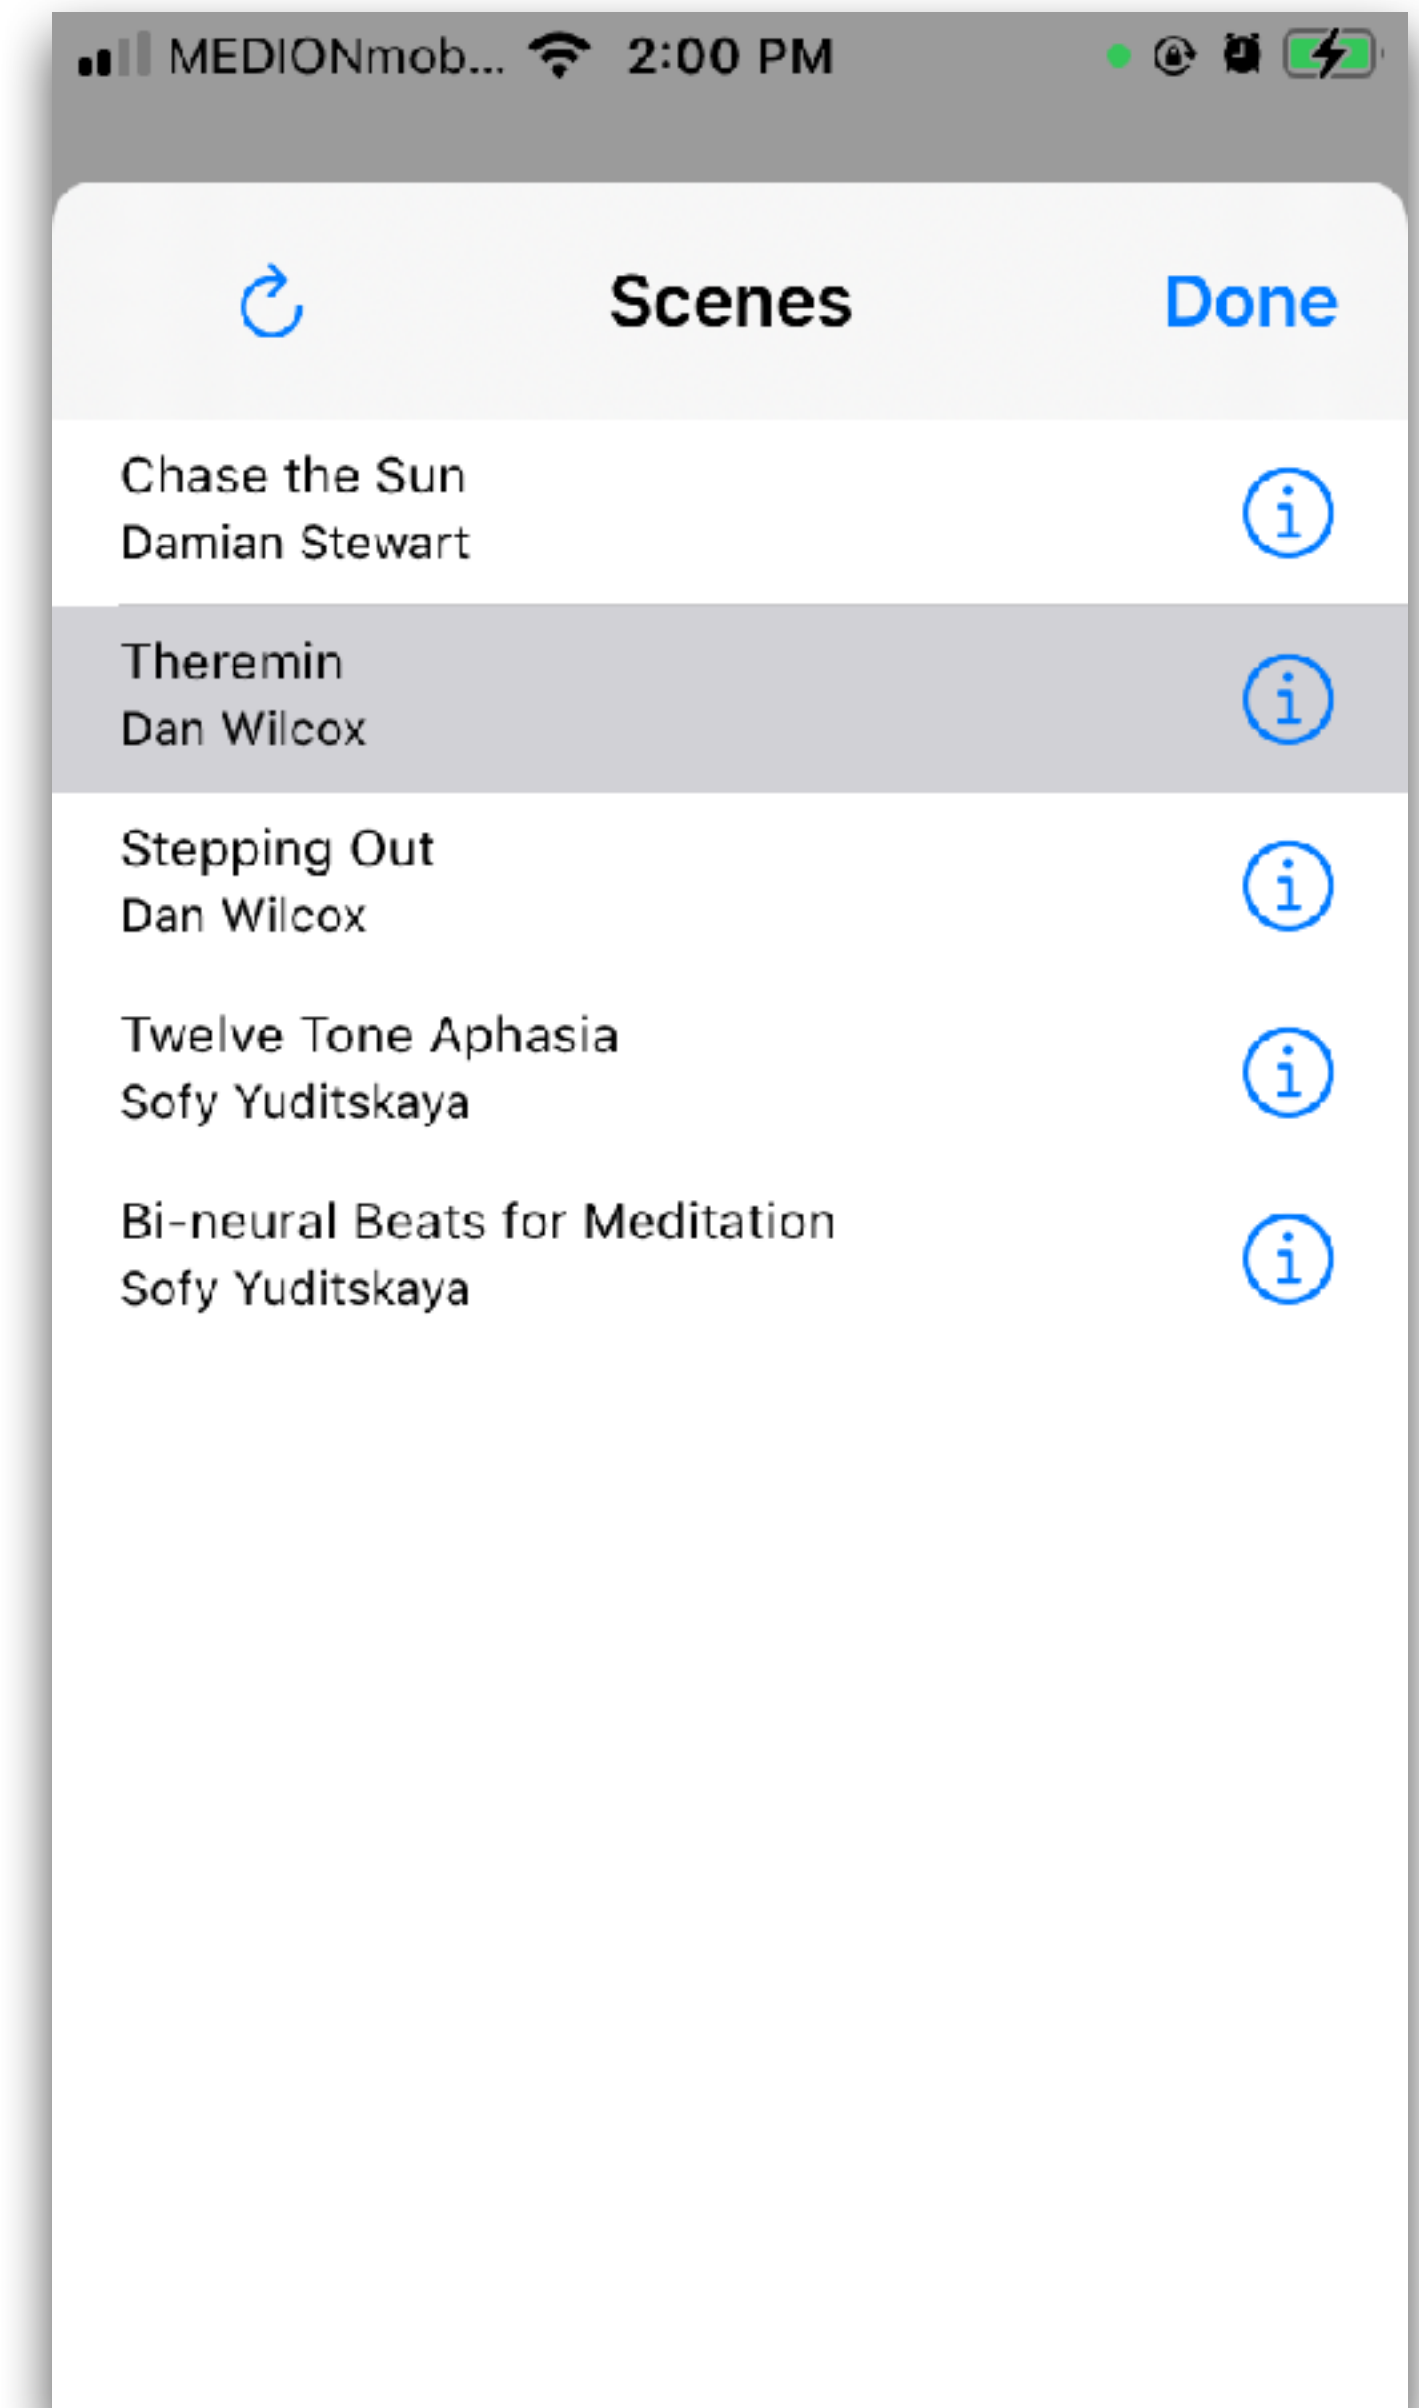 MEDIONmob... 2:00 PM
Scenes Done
Chase the Sun
Damian Stewart
Theremin
Dan Wilcox
Stepping Out
Dan Wilcox
Twelve Tone Aphasia
Sofy Yuditskaya
Bi-neural Beats for Meditation
Sofy Yuditskaya